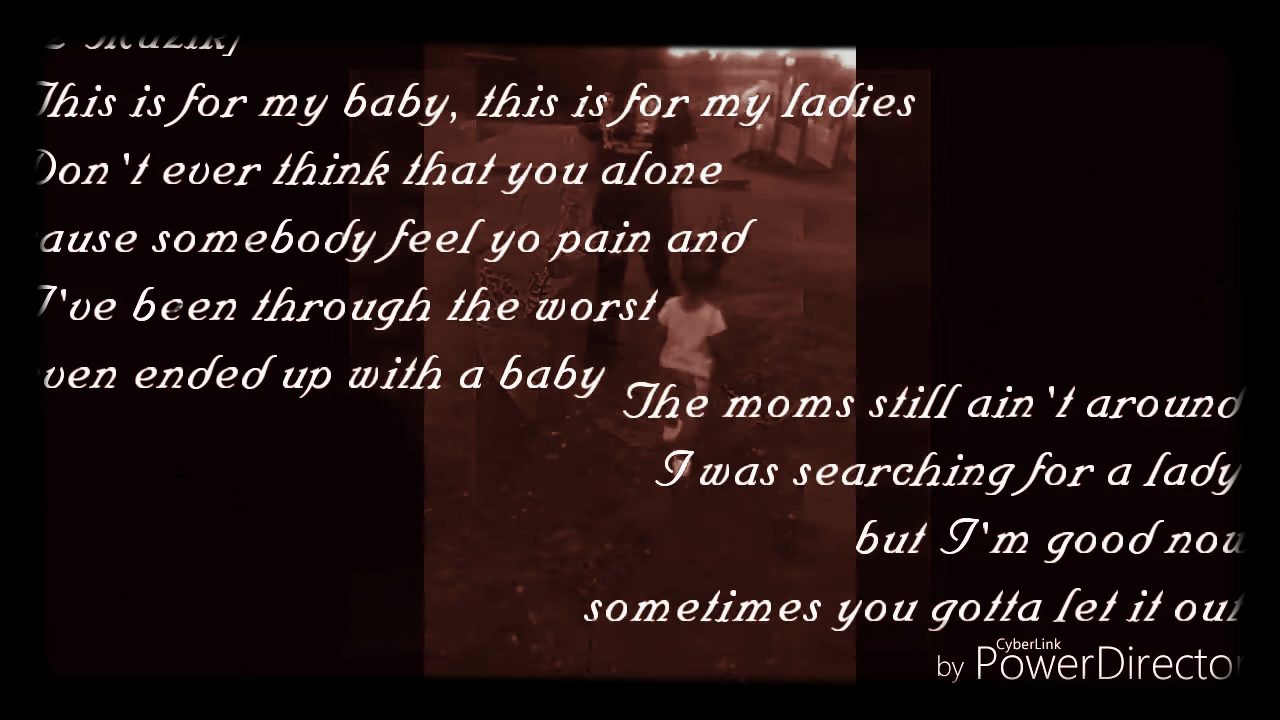 This is for my baby, this is for my ladies
Don't ever think that you alone
ause somebody feel yo pain and
I've been through the worst
ven ended up with a baby
The moms still ain't around
I was searching for a lady
but I'm good now
sometimes you gotta let it out
by CyberLink PowerDirector